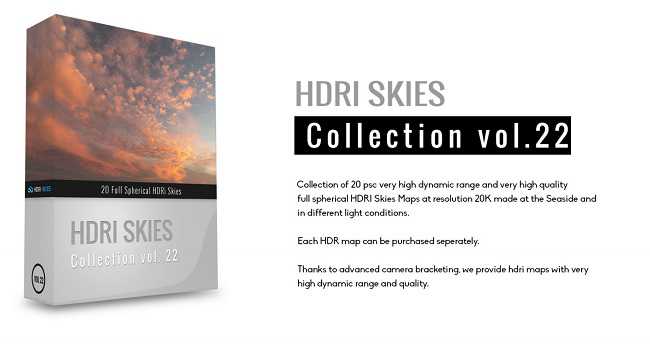 HDRI SKIES
20 Full Spherical HDRi Skies
HDRI SKIES
Collection vol. 22
VOL 22
HDRI SKIES
Collection vol.22
Collection of 20 psc very high dynamic range and very high quality
full spherical HDRI Skies Maps at resolution 20K made at the Seaside and
in different light conditions.
Each HDR map can be purchased seperately.
Thanks to advanced camera bracketing, we provide hdri maps with very
high dynamic range and quality.